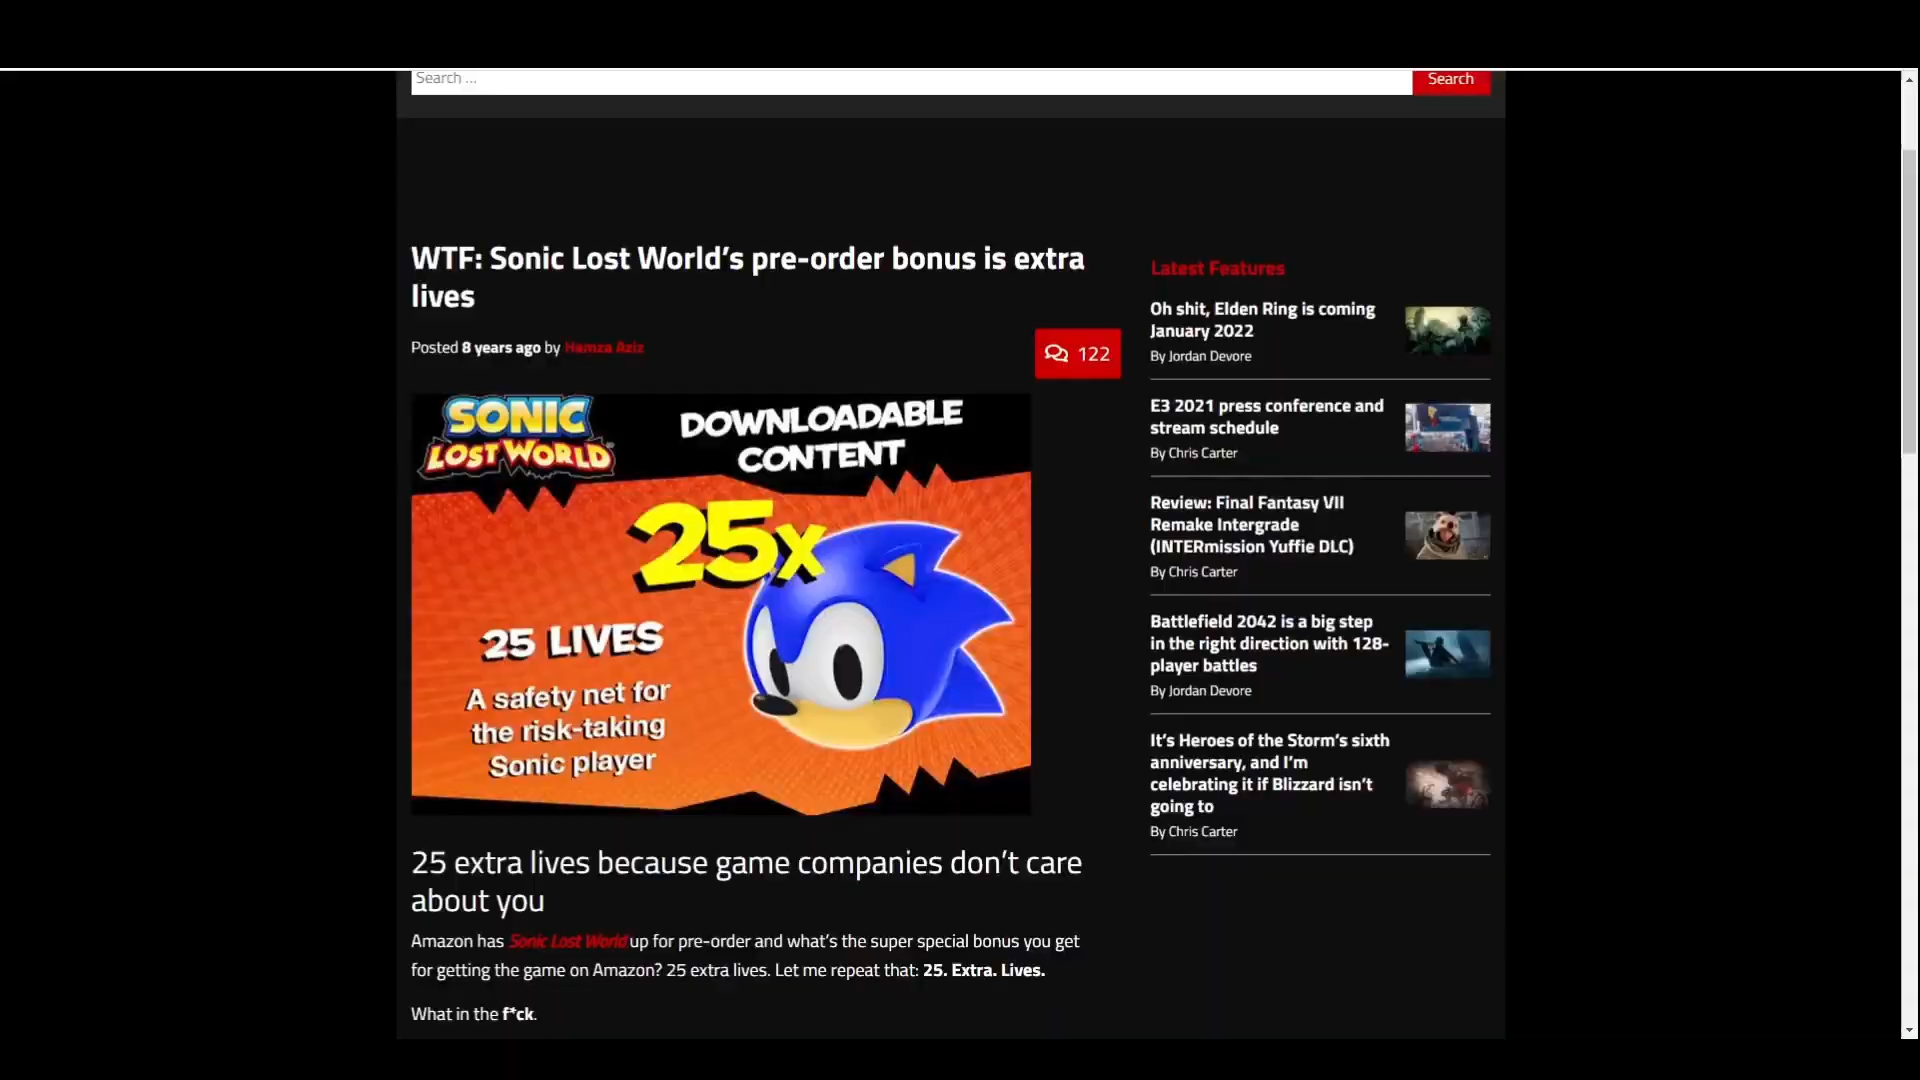 Search ...
Search
WTF: Sonic Lost World’s pre-order bonus is extra
lives
Posted 8 years ago by Hamza Aziz
122
SONIC
LOST WORLD
DOWNLOADABLE
CONTENT
25x
25 LIVES
A safety net for
the risk-taking
Sonic player
25 extra lives because game companies don’t care
about you
Amazon has Sonic Lost World up for pre-order and what’s the super special bonus you get
for getting the game on Amazon? 25 extra lives. Let me repeat that: 25. Extra. Lives.
What in the f*ck.
Latest Features
Oh shit, Elden Ring is coming
January 2022
By Jordan Devore
E3 2021 press conference and
stream schedule
By Chris Carter
Review: Final Fantasy VII
Remake Intergrade
(INTERmission Yuffie DLC)
By Chris Carter
Battlefield 2042 is a big step
in the right direction with 128-
player battles
By Jordan Devore
It’s Heroes of the Storm’s sixth
anniversary, and I’m
celebrating it if Blizzard isn’t
going to
By Chris Carter